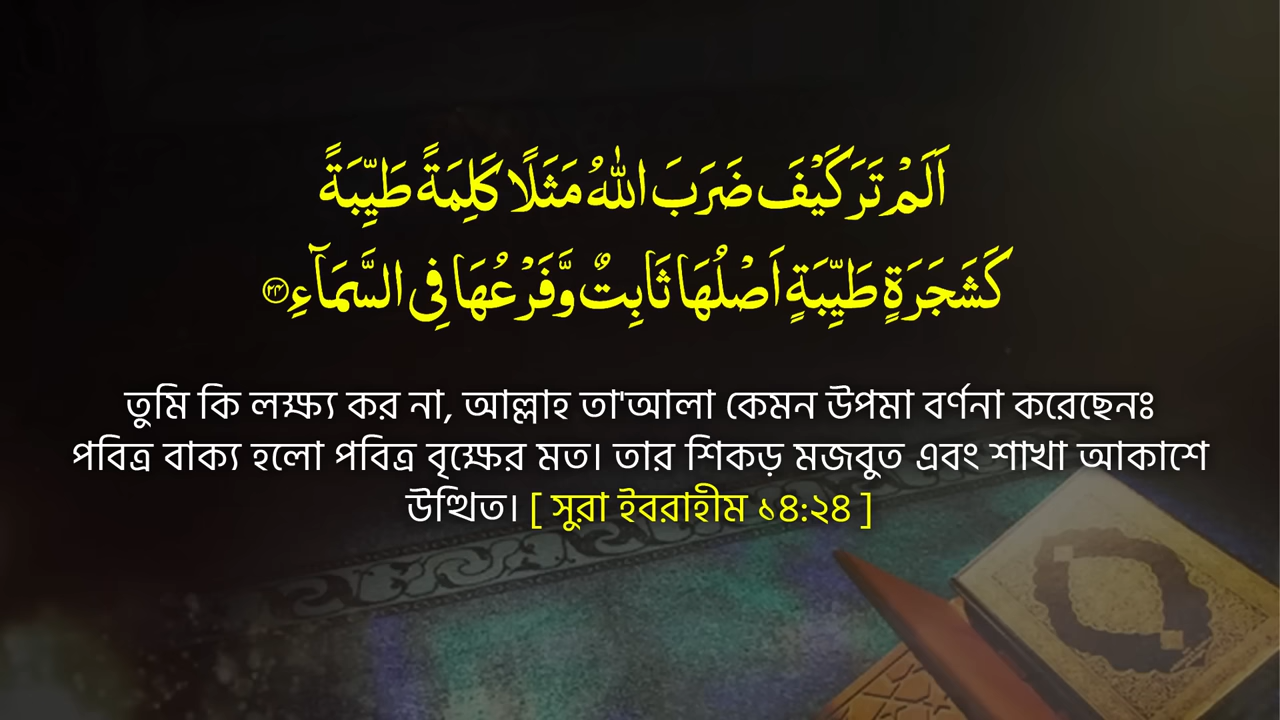 اَلَمْ تَرَ كَيْفَ ضَرَبَ اللّٰهُ مَثَلًا كَلِمَةً طَيِّبَةً
كَشَجَرَةٍ طَيِّبَةٍ اَصْلُهَا ثَابِتٌ وَّفَرْعُهَا فِى السَّمَآءِ ۲۴
তুমি কি লক্ষ্য কর না, আল্লাহ তা'আলা কেমন উপমা বর্ণনা করেছেনঃ
পবিত্র বাক্য হলো পবিত্র বৃক্ষের মত। তার শিকড় মজবুত এবং শাখা আকাশে
উত্থিত। [ সুরা ইবরাহীম ১৪:২৪ ]